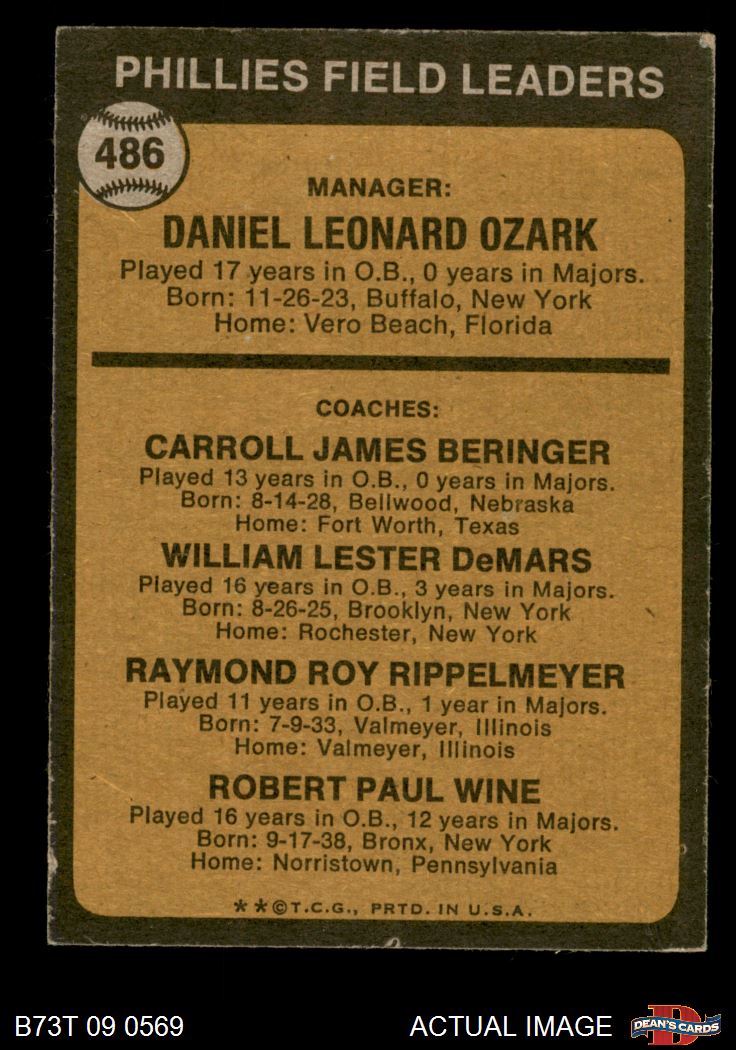 PHILLIES FIELD LEADERS
486
MANAGER:
DANIEL LEONARD OZARK
Played 17 years in O.B., 0 years in Majors.
Born: 11-26-23, Buffalo, New York
Home: Vero Beach, Florida
COACHES:
CARROLL JAMES BERINGER
Played 13 years in O.B., 0 years in Majors.
Born: 8-14-28, Bellwood, Nebraska
Home: Fort Worth, Texas
WILLIAM LESTER DeMARS
Played 16 years in O.B., 3 years in Majors.
Born: 8-26-25, Brooklyn, New York
Home: Rochester, New York
RAYMOND ROY RIPPELMEYER
Played 11 years in O.B., 1 year in Majors.
Born: 7-9-33, Valmeyer, Illinois
Home: Valmeyer, Illinois
ROBERT PAUL WINE
Played 16 years in O.B., 12 years in Majors.
Born: 9-17-38, Bronx, New York
Home: Norristown, Pennsylvania
**©T.C.G., PRTD. IN U.S.A.
B73T 09 0569 ACTUAL IMAGE
D
DEAN'S CARDS